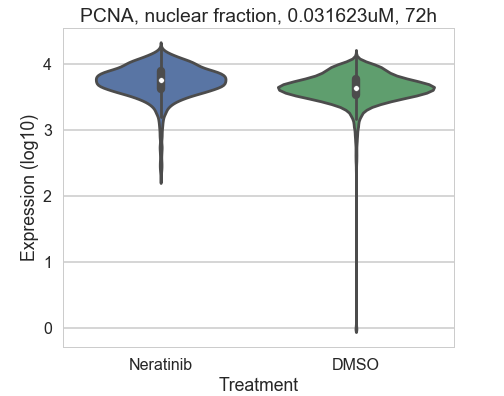 PCNA, nuclear fraction, 0.031623uM, 72h
Expression (log10)
4
3
2
1
0
Neratinib
DMSO
Treatment